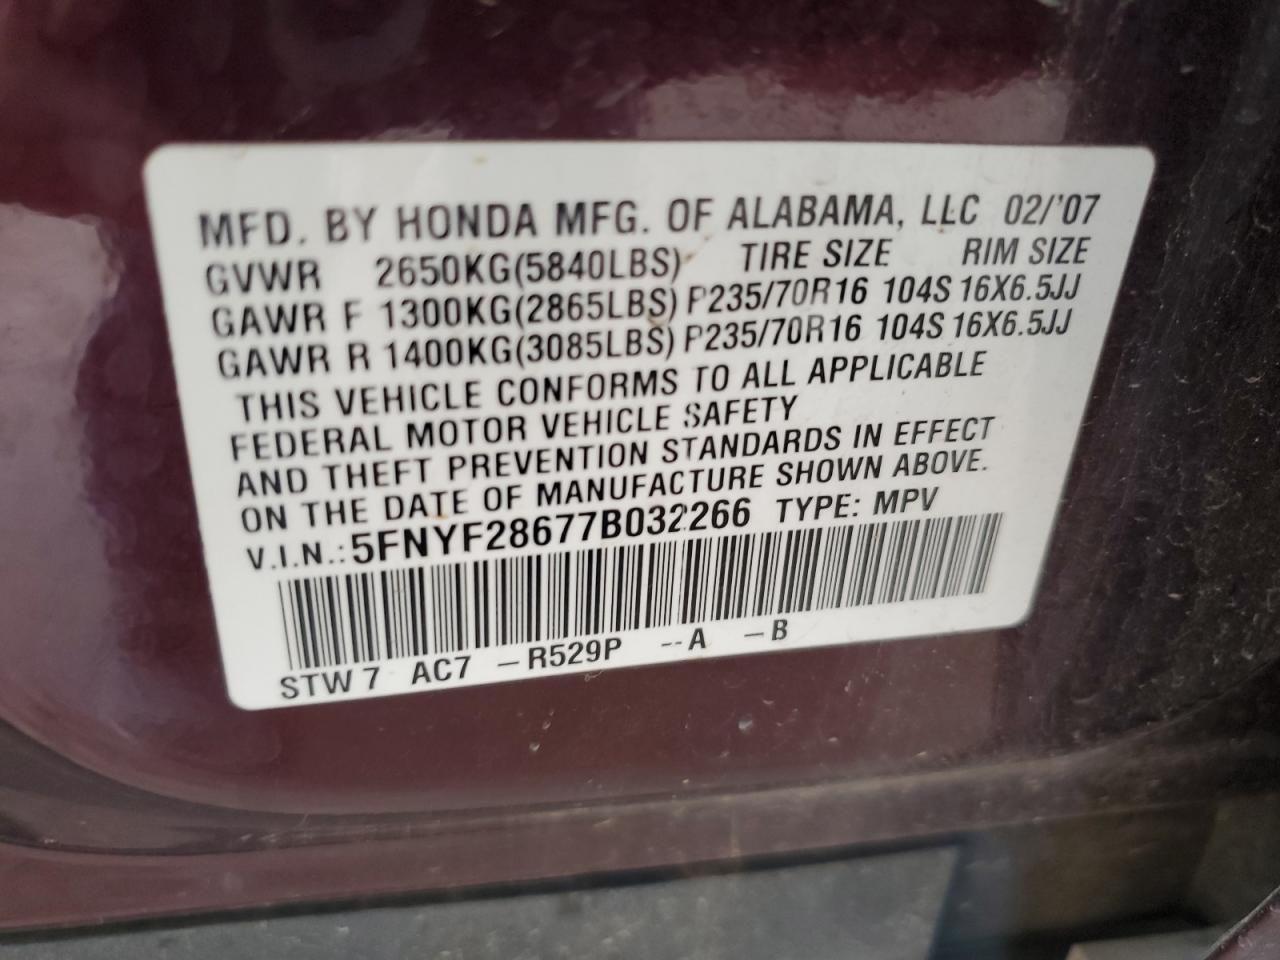 MFD. BY HONDA MFG. OF ALABAMA, LLC 02/'07
GVWR 2650KG(5840LBS) TIRE SIZE RIM SIZE
GAWR F 1300KG(2865LBS) P235/70R16 104S 16X6.5JJ
GAWR R 1400KG(3085LBS) P235/70R16 104S 16X6.5JJ
THIS VEHICLE CONFORMS TO ALL APPLICABLE
FEDERAL MOTOR VEHICLE SAFETY
AND THEFT PREVENTION STANDARDS IN EFFECT
ON THE DATE OF MANUFACTURE SHOWN ABOVE.
V.I.N.: 5FNYF28677B032266 TYPE: MPV
STW7 AC7 –R529P --A –B